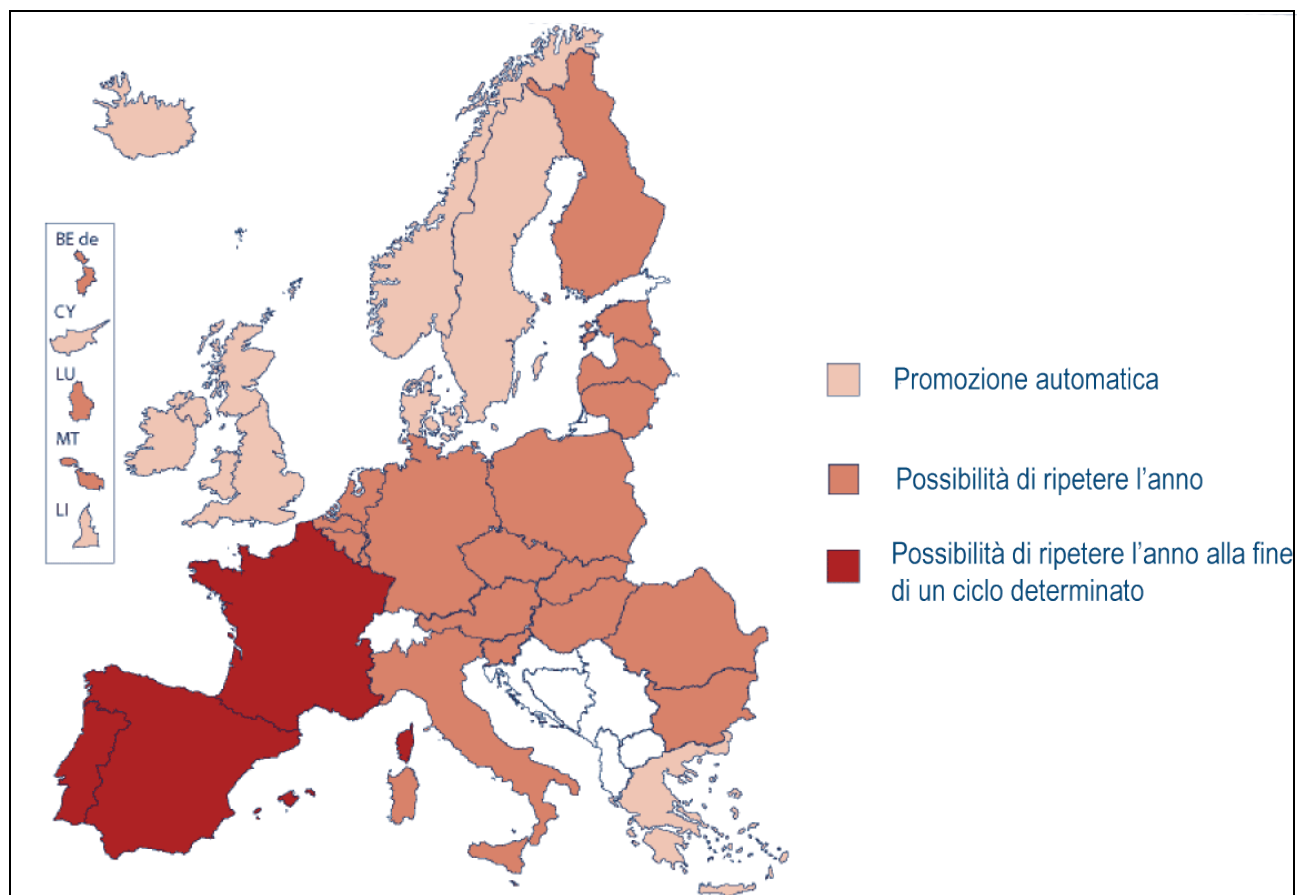 BE de
CY
LU
MT
LI
Promozione automatica
Possibilità di ripetere l'anno
Possibilità di ripetere l'anno alla fine
di un ciclo determinato